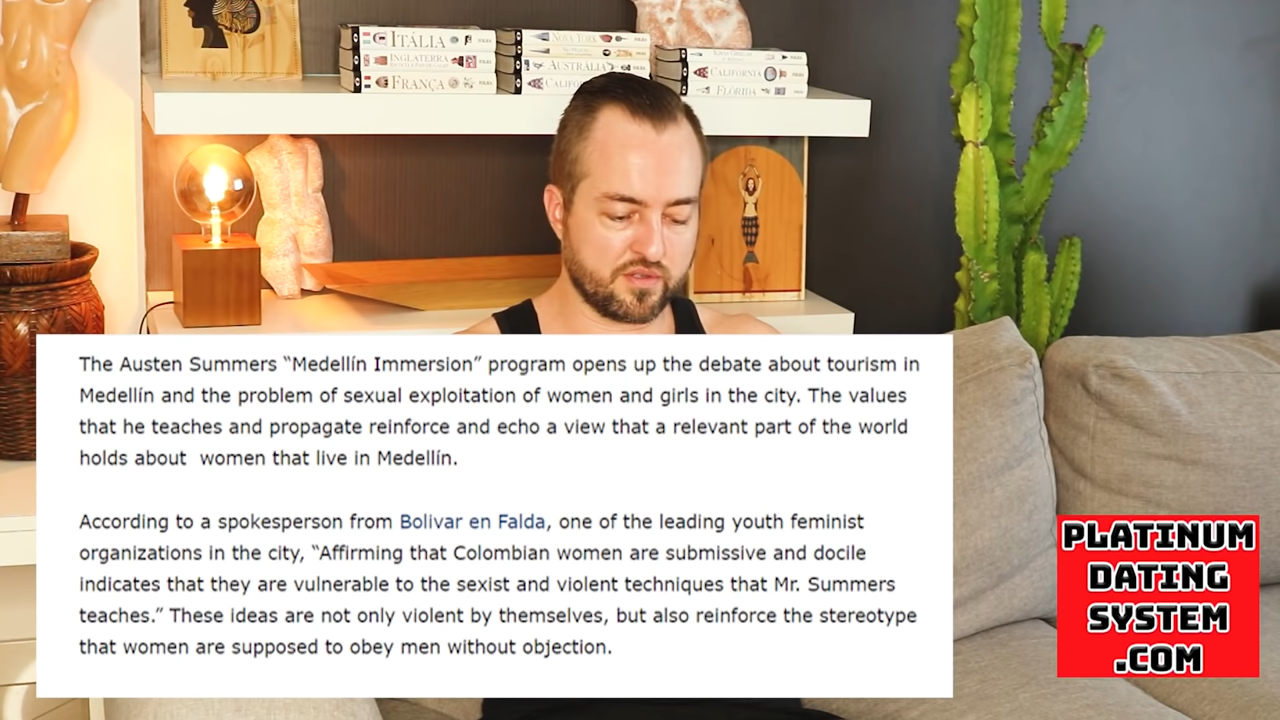 ITÁLIA
INGLATERRA
FRANÇA
NOVA YORK
AUSTRÁLIA
CALIFÓRNIA
FLÓRIDA
The Austen Summers “Medellín Immersion” program opens up the debate about tourism in
Medellín and the problem of sexual exploitation of women and girls in the city. The values
that he teaches and propagate reinforce and echo a view that a relevant part of the world
holds about women that live in Medellín.
According to a spokesperson from Bolivar en Falda, one of the leading youth feminist
organizations in the city, “Affirming that Colombian women are submissive and docile
indicates that they are vulnerable to the sexist and violent techniques that Mr. Summers
teaches.” These ideas are not only violent by themselves, but also reinforce the stereotype
that women are supposed to obey men without objection.
PLATINUM
DATING
SYSTEM
.COM